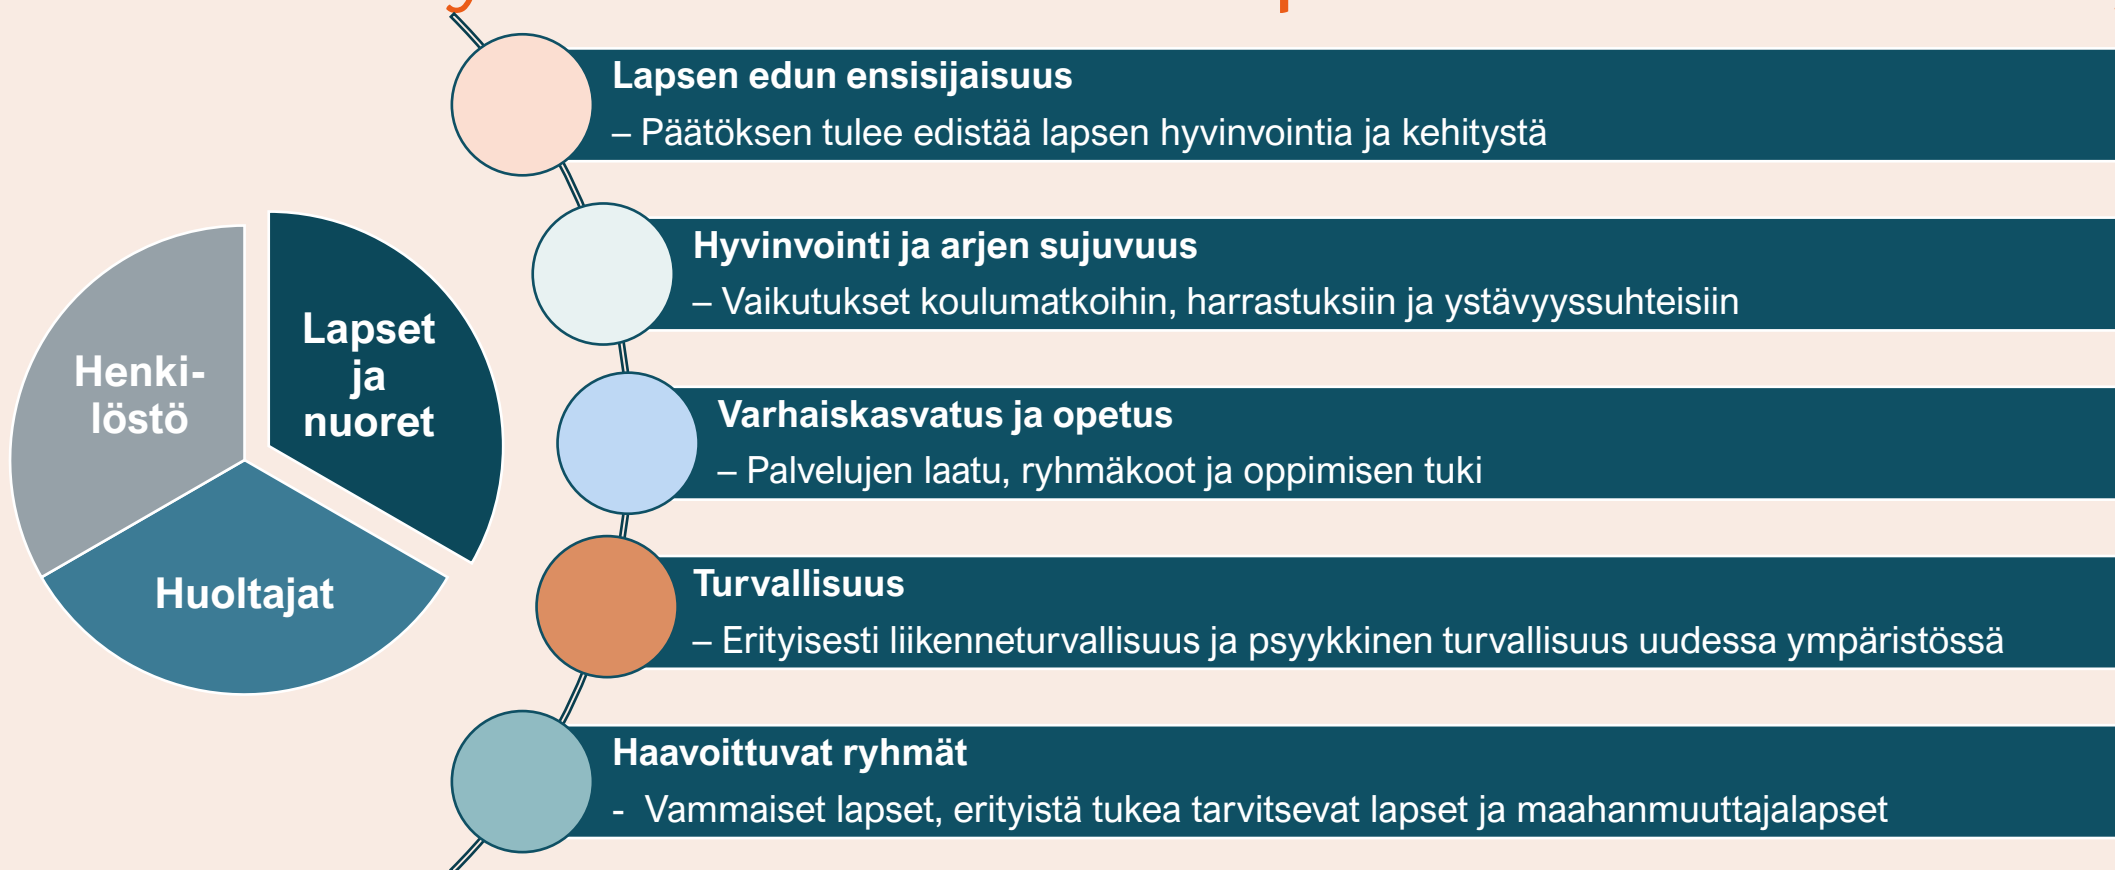 Lapsen edun ensisijaisuus
– Päätöksen tulee edistää lapsen hyvinvointia ja kehitystä
Hyvinvointi ja arjen sujuvuus
– Vaikutukset koulumatkoihin, harrastuksiin ja ystävyyssuhteisiin
Varhaiskasvatus ja opetus
– Palvelujen laatu, ryhmäkoot ja oppimisen tuki
Turvallisuus
– Erityisesti liikenneturvallisuus ja psyykkinen turvallisuus uudessa ympäristössä
Haavoittuvat ryhmät
- Vammaiset lapset, erityistä tukea tarvitsevat lapset ja maahanmuuttajalapset
Lapset
ja
nuoret
Henki-
löstö
Huoltajat